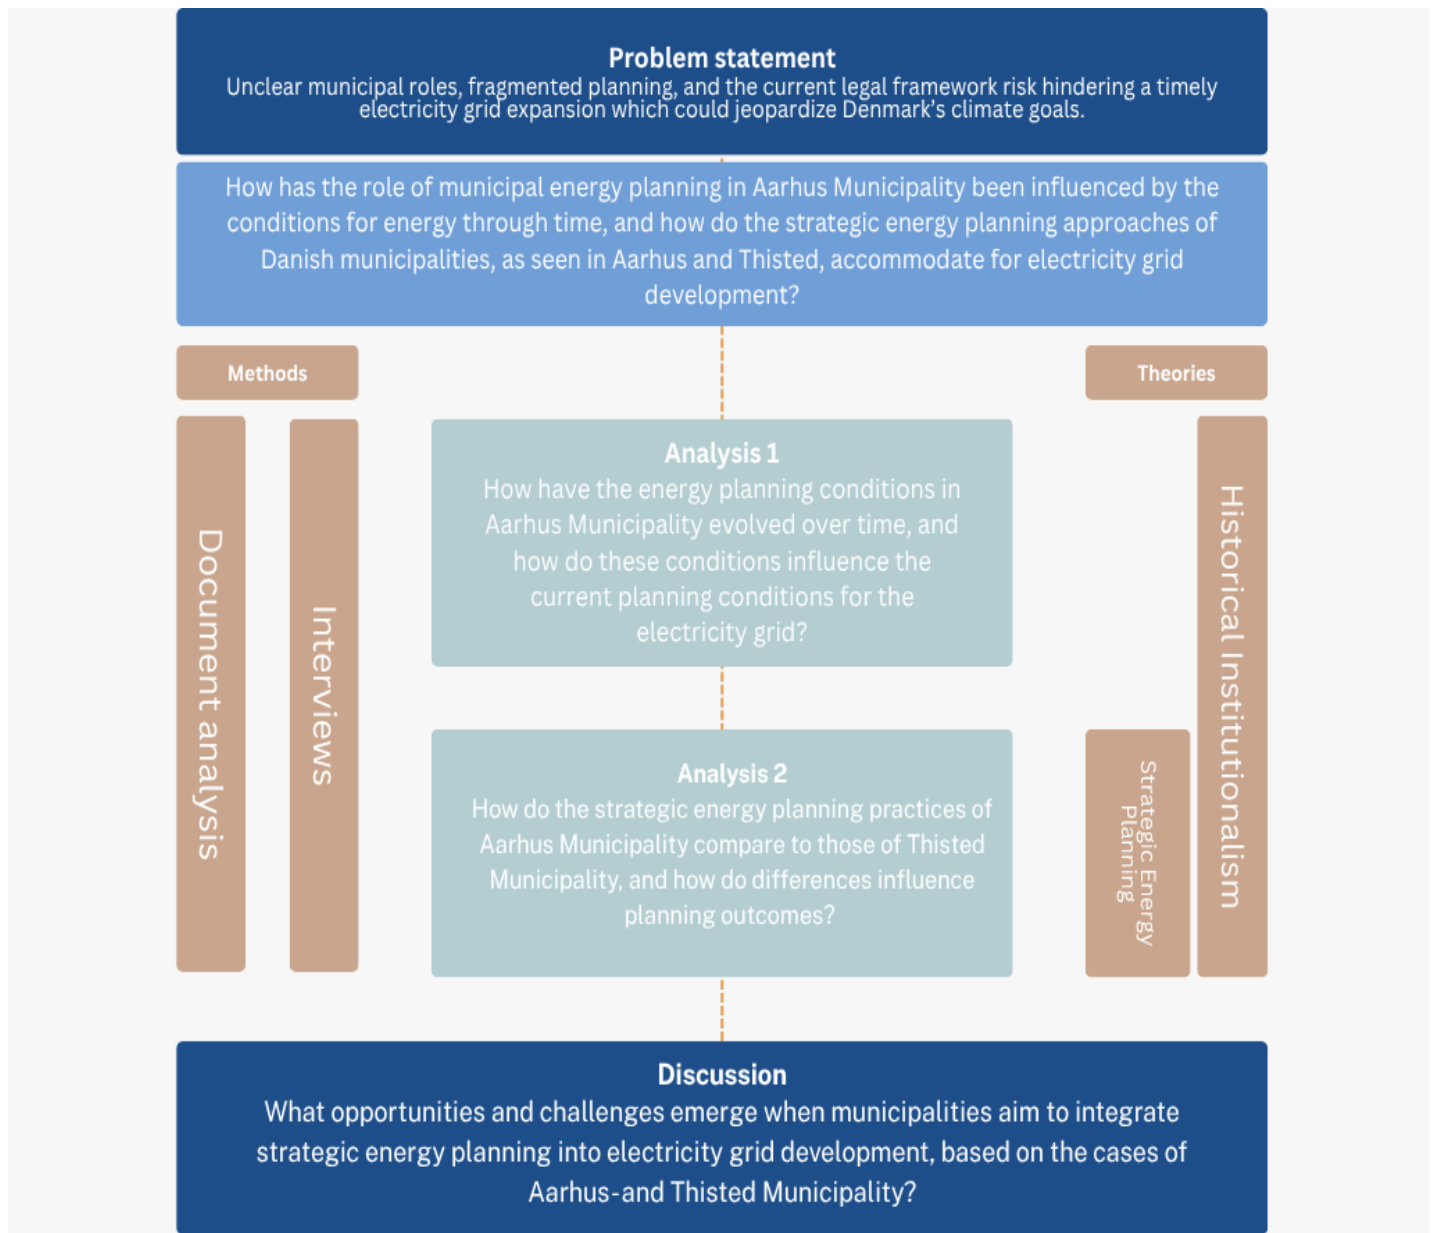 Problem statement
Unclear municipal roles, fragmented planning, and the current legal framework risk hindering a timely
electricity grid expansion which could jeopardize Denmark's climate goals.
How has the role of municipal energy planning in Aarhus Municipality been influenced by the
conditions for energy through time, and how do the strategic energy planning approaches of
Danish municipalities, as seen in Aarhus and Thisted, accommodate for electricity grid
development?
Methods
Theories
Document analysis
Interviews
Analysis 1
How have the energy planning conditions in
Aarhus Municipality evolved over time, and
how do these conditions influence the
current planning conditions for the
electricity grid?
Analysis 2
How do the strategic energy planning practices of
Aarhus Municipality compare to those of Thisted
Municipality, and how do differences influence
planning outcomes?
Strategic Energy
Planning
Historical Institutionalism
Discussion
What opportunities and challenges emerge when municipalities aim to integrate
strategic energy planning into electricity grid development, based on the cases of
Aarhus-and Thisted Municipality?